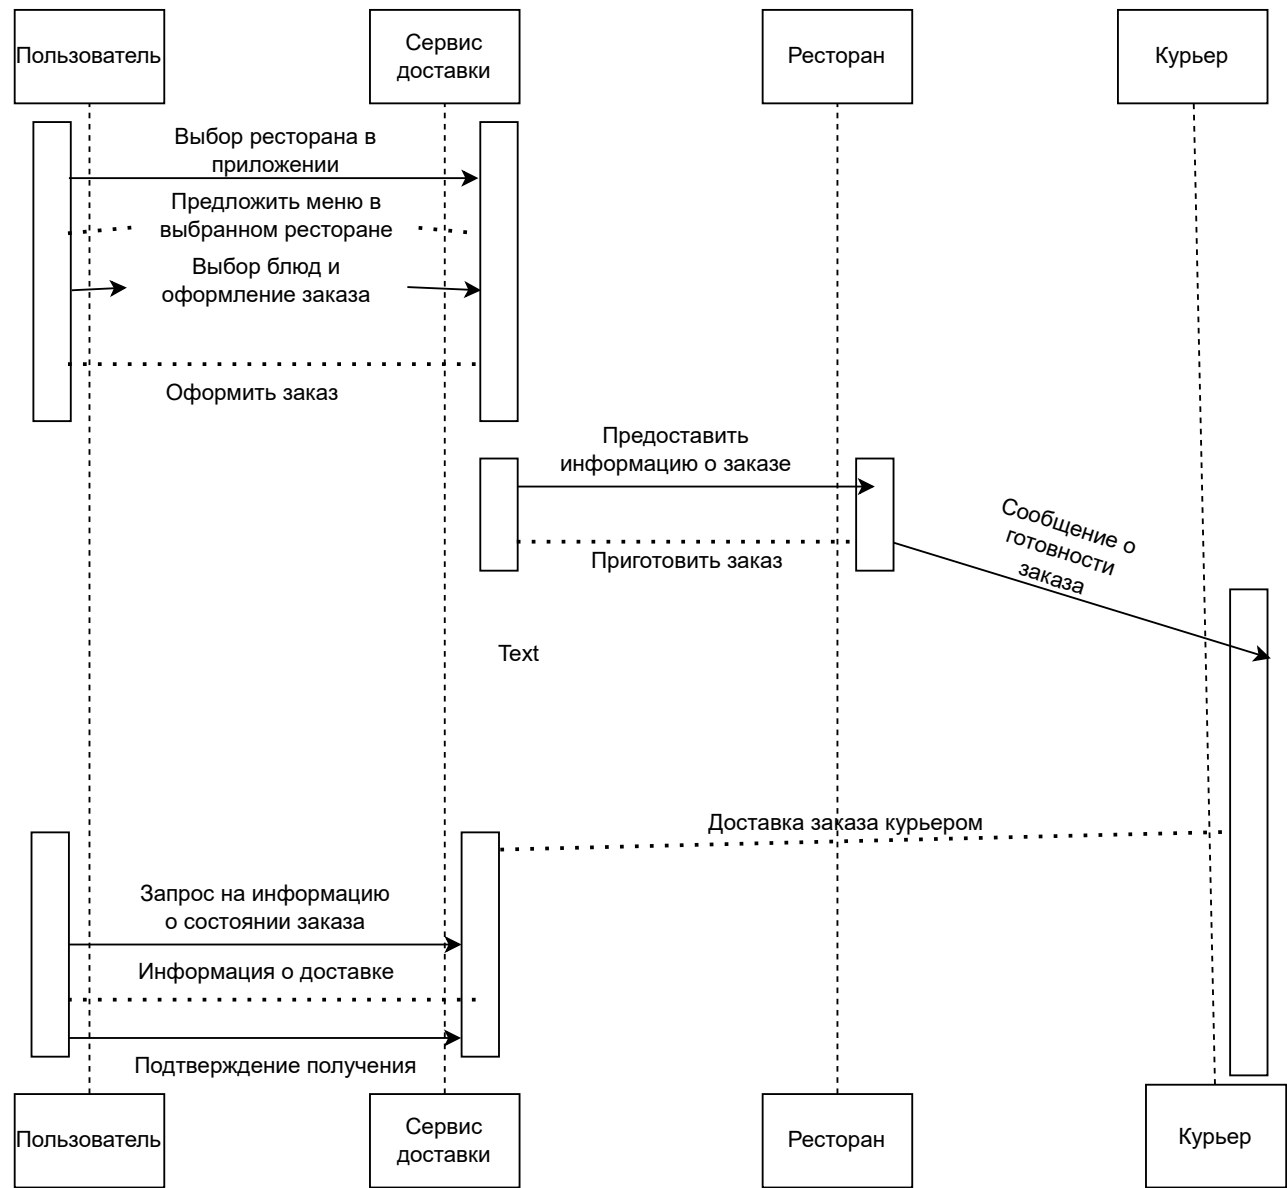 Пользователь
Сервис
доставки
Ресторан
Курьер
Выбор ресторана в
приложении
Предложить меню в
выбранном ресторане
Выбор блюд и
оформление заказа
Оформить заказ
Предоставить
информацию о заказе
Сообщение о
готовности
заказа
Приготовить заказ
Text
Доставка заказа курьером
Запрос на информацию
о состоянии заказа
Информация о доставке
Подтверждение получения
Пользователь
Сервис
доставки
Ресторан
Курьер